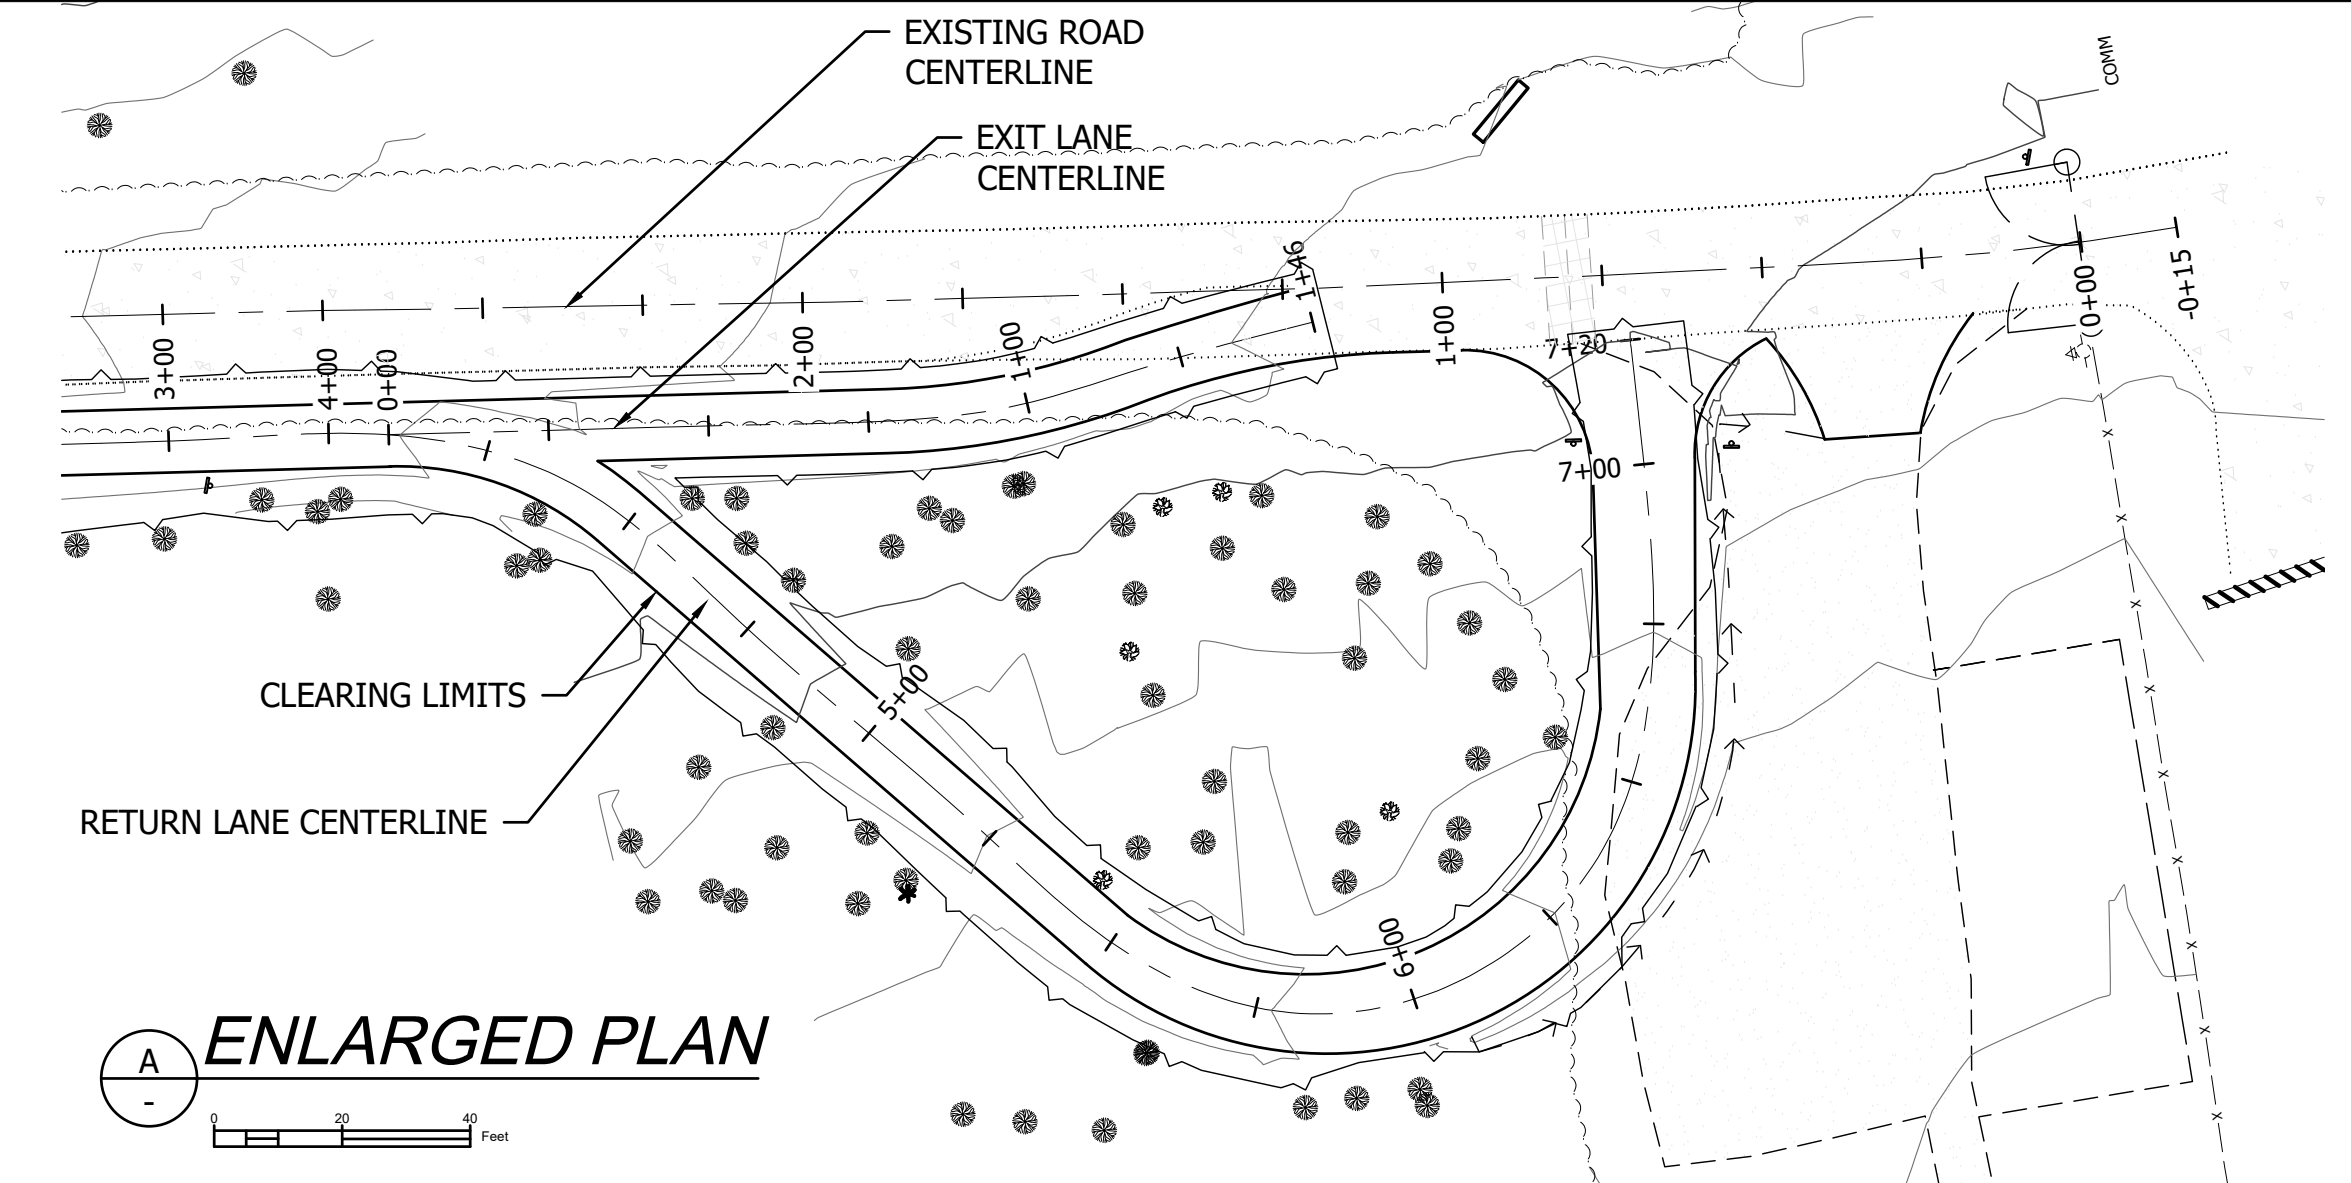 EXISTING ROAD
CENTERLINE
COMM
EXIT LANE
CENTERLINE
1+46
0+00
-0+15
3+00
4+00
0+00
2+00
1+00
1+00
7+20
7+00
CLEARING LIMITS
5+00
RETURN LANE CENTERLINE
6+00
A
-
ENLARGED PLAN
0
20
40
Feet
x
x
x
x
x
x
x
x
x
x